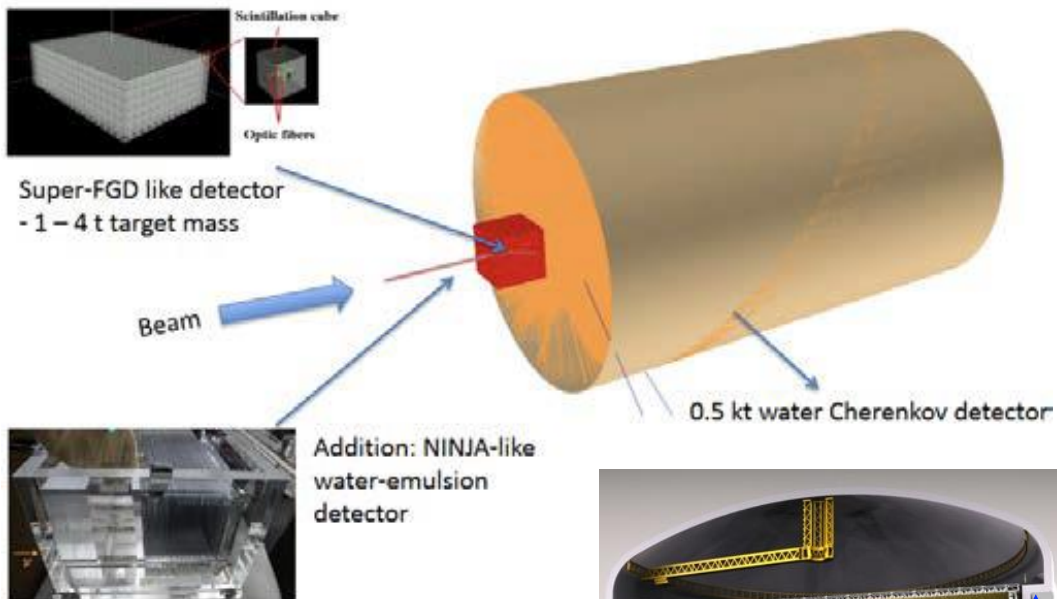 Scintillation cube
Optic fibers
Super-FGD like detector
- 1 – 4 t target mass
Beam
0.5 kt water Cherenkov detector
Addition: NINJA-like
water-emulsion
detector